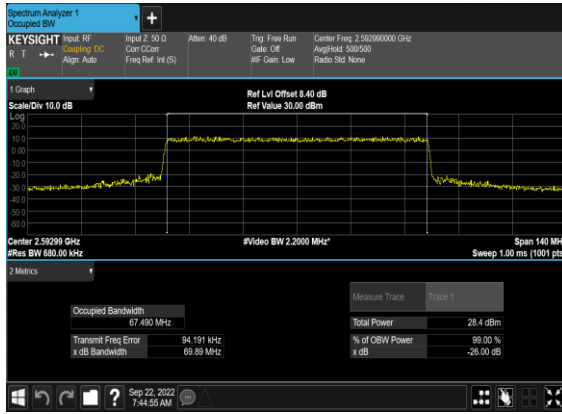 Spectrum Analyzer 1
Occupied BW
+
KEYSIGHT
R T
LXI
Input: RF
Coupling: DC
Align: Auto
Input Z: 50 Ω
Corr CCorr
Freq Ref: Int (S)
Atten: 40 dB
Trig: Free Run
Gate: Off
#IF Gain: Low
Center Freq: 2.592990000 GHz
Avg|Hold: 500/500
Radio Std: None
1 Graph
Scale/Div 10.0 dB
Ref Lvl Offset 8.40 dB
Ref Value 30.00 dBm
Log
20.0
10.0
0.00
-10.0
-20.0
-30.0
-40.0
-50.0
-60.0
Center 2.59299 GHz
#Res BW 680.00 kHz
#Video BW 2.2000 MHz*
Span 140 MH
Sweep 1.00 ms (1001 pts
2 Metrics
Measure Trace Trace 1
Occupied Bandwidth
67.490 MHz
Total Power 28.4 dBm
Transmit Freq Error 94.191 kHz
% of OBW Power 99.00 %
x dB Bandwidth 69.89 MHz
x dB -26.00 dB
?
Sep 22, 2022
7:44:55 AM